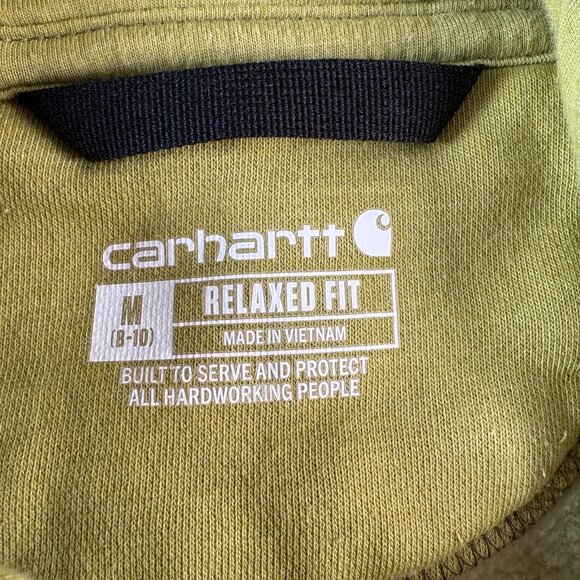 carhartt
M
(8-10)
RELAXED FIT
MADE IN VIETNAM
BUILT TO SERVE AND PROTECT
ALL HARDWORKING PEOPLE